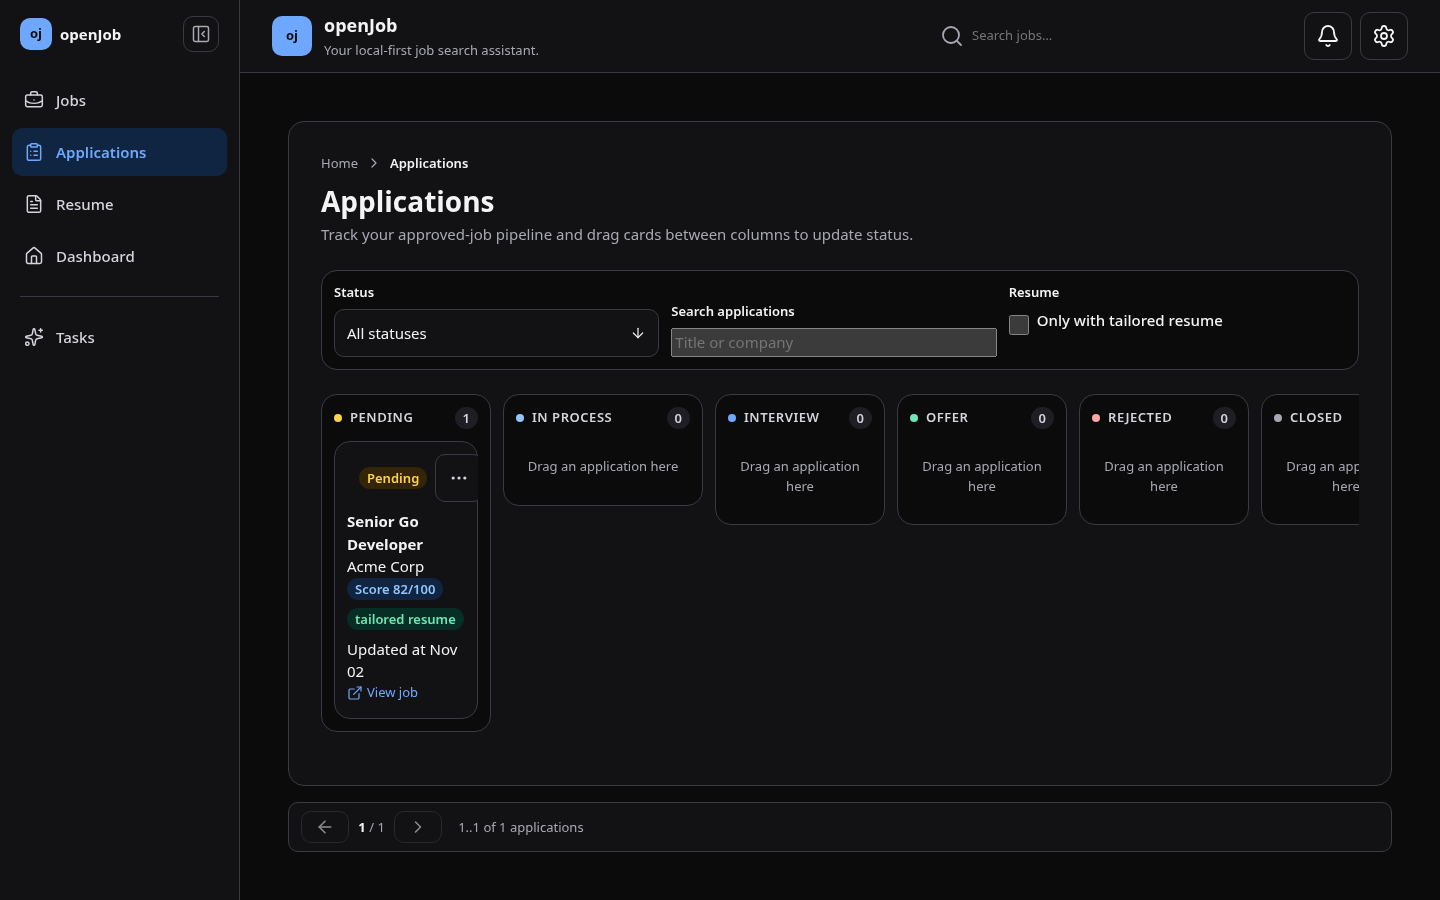 oj openJob
Jobs
Applications
Resume
Dashboard
Tasks
oj openJob
Your local-first job search assistant.
Search jobs...
Home > Applications
Applications
Track your approved-job pipeline and drag cards between columns to update status.
Status
All statuses
Search applications
Title or company
Resume
Only with tailored resume
PENDING 1
Pending
Senior Go
Developer
Acme Corp
Score 82/100
tailored resume
Updated at Nov
02
View job
IN PROCESS 0
Drag an application here
INTERVIEW 0
Drag an application
here
OFFER 0
Drag an application
here
REJECTED 0
Drag an application
here
CLOSED
Drag an app
here
1 / 1
1..1 of 1 applications